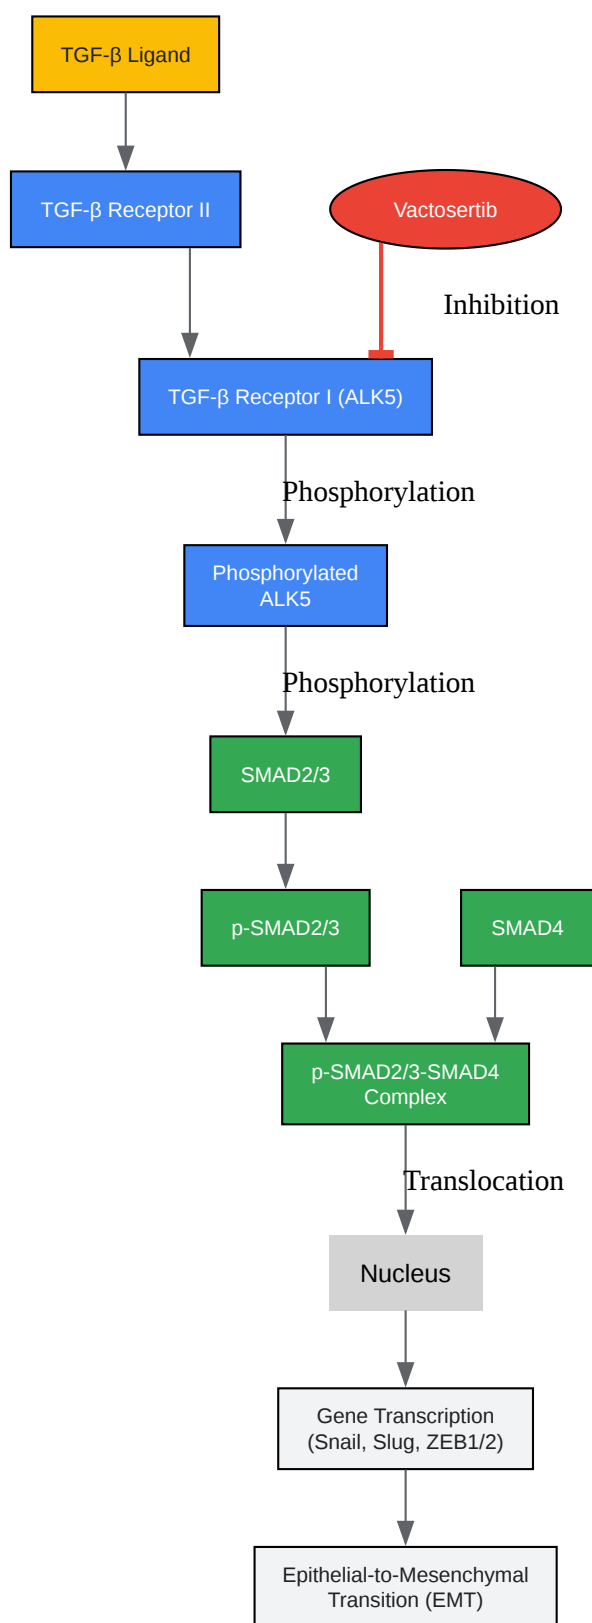 TGF-β Ligand
TGF-β Receptor II
Vactosertib
Inhibition
TGF-β Receptor I (ALK5)
Phosphorylation
Phosphorylated
ALK5
Phosphorylation
SMAD2/3
p-SMAD2/3
SMAD4
p-SMAD2/3-SMAD4
Complex
Translocation
Nucleus
Gene Transcription
(Snail, Slug, ZEB1/2)
Epithelial-to-Mesenchymal
Transition (EMT)